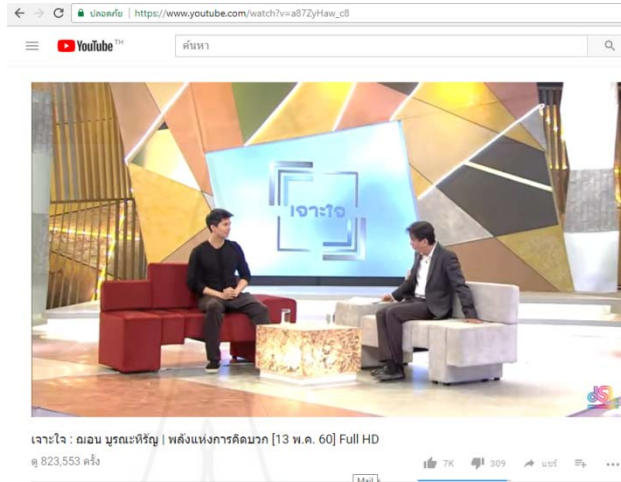 ปลอดภัย | https://www.youtube.com/watch?v=a87ZyHaw_c8
YouTube TH
ค้นหา
เจาะใจ
เจาะใจ : ฌอน บูรณะหิรัญ | พลังแห่งการคิดบวก [13 พ.ค. 60] Full HD
ดู 823,553 ครั้ง
7K 309 แชร์
Mail